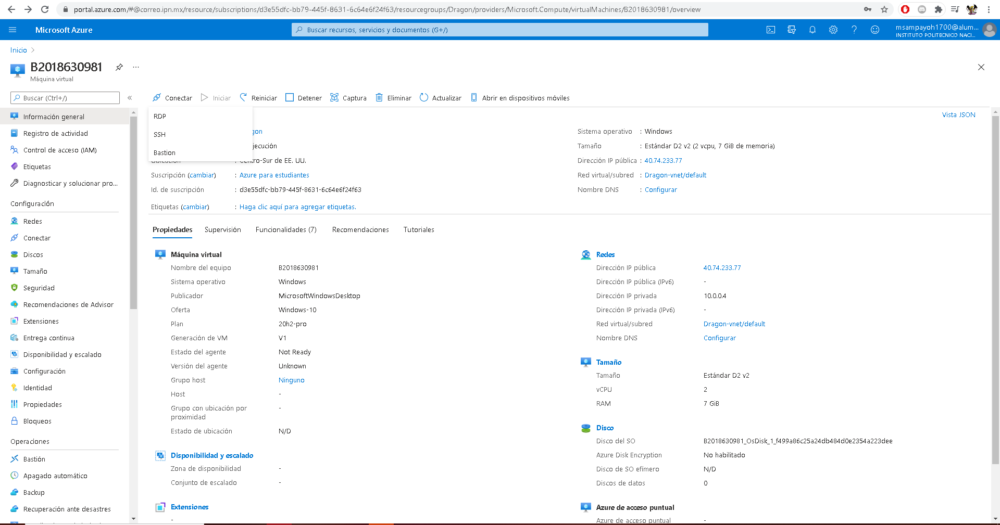 portal.azure.com/#@correo.ipn.mx/resource/subscriptions/d3e55dfc-bb79-445f-8631-6c64e6f24f63/resourcegroups/Dragon/providers/Microsoft.Compute/virtualMachines/B2018630981/overview
Microsoft Azure
Buscar recursos, servicios y documentos (G+/)
msampayoh1700@alum...
INSTITUTO POLITECNICO NACI...
Inicio >
B2018630981
Máquina virtual
Buscar (Ctrl+/)
Información general
Registro de actividad
Control de acceso (IAM)
Etiquetas
Diagnosticar y solucionar pro...
Configuración
Redes
Conectar
Discos
Tamaño
Seguridad
Recomendaciones de Advisor
Extensiones
Entrega continua
Disponibilidad y escalado
Configuración
Identidad
Propiedades
Bloqueos
Operaciones
Bastión
Apagado automático
Backup
Recuperación ante desastres
Conectar Iniciar Reiniciar Detener Captura Eliminar Actualizar Abrir en dispositivos móviles
RDP
SSH
Bastion
Vista JSON
gon
jecución
Ubicación : Centro-Sur de EE. UU.
Suscripción (cambiar) : Azure para estudiantes
Id. de suscripción : d3e55dfc-bb79-445f-8631-6c64e6f24f63
Etiquetas (cambiar) : Haga clic aquí para agregar etiquetas.
Sistema operativo : Windows
Tamaño : Estándar D2 v2 (2 vcpu, 7 GiB de memoria)
Dirección IP pública : 40.74.233.77
Red virtual/subred : Dragon-vnet/default
Nombre DNS : Configurar
Propiedades Supervisión Funcionalidades (7) Recomendaciones Tutoriales
Máquina virtual
Nombre del equipo B2018630981
Sistema operativo Windows
Publicador MicrosoftWindowsDesktop
Oferta Windows-10
Plan 20h2-pro
Generación de VM V1
Estado del agente Not Ready
Versión del agente Unknown
Grupo host Ninguno
Host -
Grupo con ubicación por -
proximidad
Estado de ubicación N/D
Disponibilidad y escalado
Zona de disponibilidad -
Conjunto de escalado -
Extensiones
-
Redes
Dirección IP pública 40.74.233.77
Dirección IP pública (IPv6) -
Dirección IP privada 10.0.0.4
Dirección IP privada (IPv6) -
Red virtual/subred Dragon-vnet/default
Nombre DNS Configurar
Tamaño
Tamaño Estándar D2 v2
vCPU 2
RAM 7 GiB
Disco
Disco del SO B2018630981_OsDisk_1_f499a86c25a24db484d0e2354a223dee
Azure Disk Encryption No habilitado
Disco de SO efímero N/D
Discos de datos 0
Azure de acceso puntual
Azure de acceso puntual -